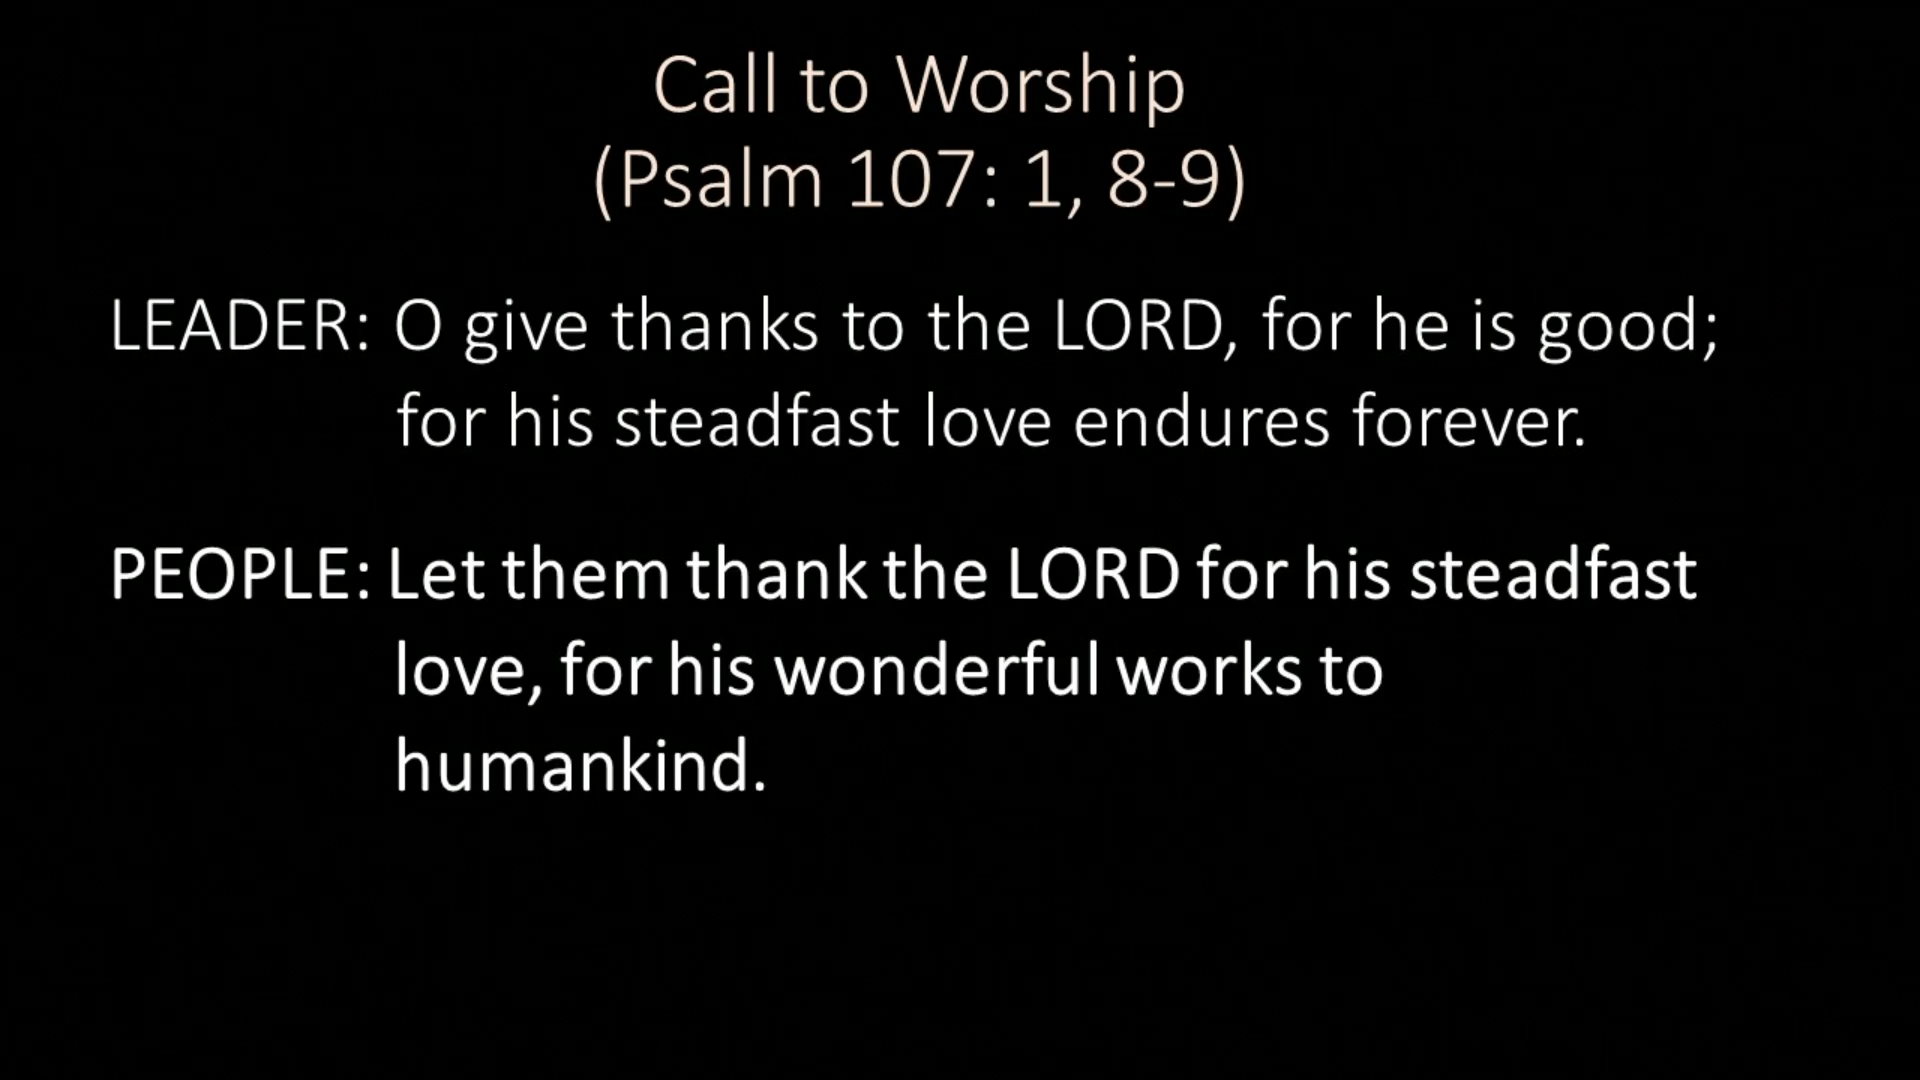 Call to Worship
(Psalm 107: 1, 8-9)
LEADER: O give thanks to the LORD, for he is good;
for his steadfast love endures forever.
PEOPLE: Let them thank the LORD for his steadfast
love, for his wonderful works to
humankind.